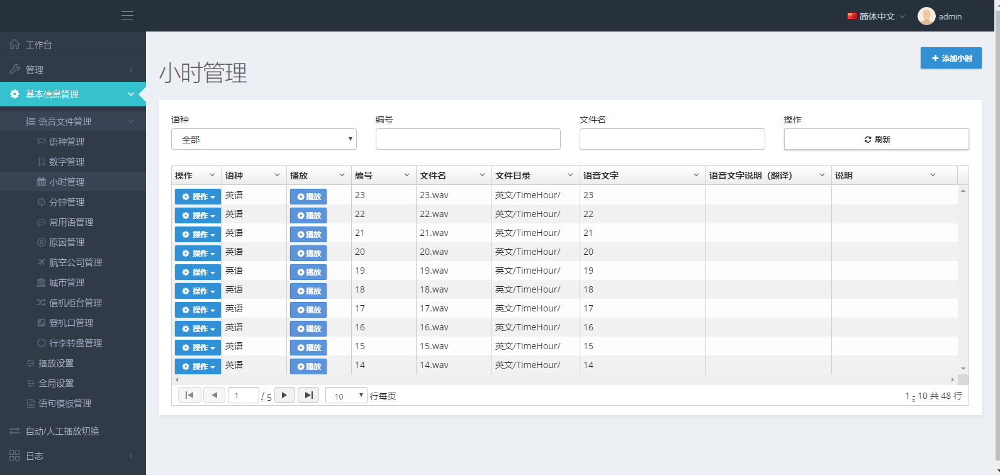 简体中文 admin
工作台
管理
基本信息管理
语音文件管理
语种管理
数字管理
小时管理
分钟管理
常用语管理
原因管理
航空公司管理
城市管理
值机柜台管理
登机口管理
行李转盘管理
播放设置
全局设置
语句模板管理
自动/人工播放切换
日志
小时管理
添加小时
语种 编号 文件名 操作
全部 刷新
操作 语种 播放 编号 文件名 文件目录 语音文字 语音文字说明（翻译） 说明
操作 英语 播放 23 23.wav 英文/TimeHour/ 23
操作 英语 播放 22 22.wav 英文/TimeHour/ 22
操作 英语 播放 21 21.wav 英文/TimeHour/ 21
操作 英语 播放 20 20.wav 英文/TimeHour/ 20
操作 英语 播放 19 19.wav 英文/TimeHour/ 19
操作 英语 播放 18 18.wav 英文/TimeHour/ 18
操作 英语 播放 17 17.wav 英文/TimeHour/ 17
操作 英语 播放 16 16.wav 英文/TimeHour/ 16
操作 英语 播放 15 15.wav 英文/TimeHour/ 15
操作 英语 播放 14 14.wav 英文/TimeHour/ 14
1 / 5 10 行每页 1 - 10 共 48 行